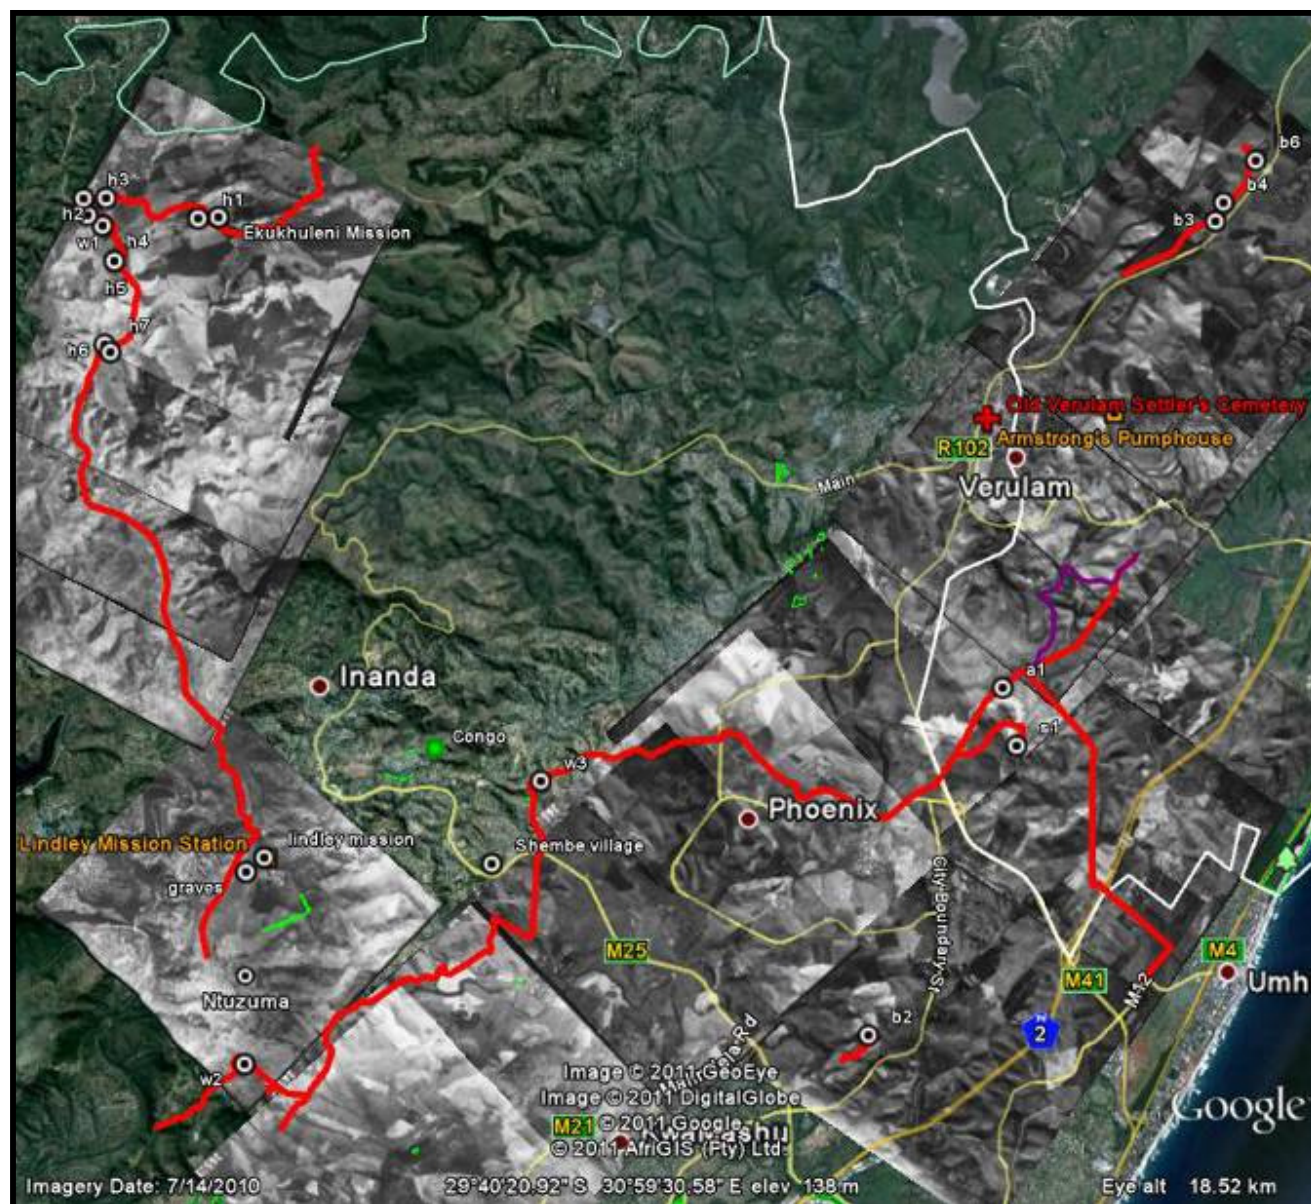 b6
h3
b4
h1
h2
b3
Ekukhuleni Mission
w1
h4
h5
h7
h6
Old Verulam Settler's Cemetery
Armstrong's Pumphouse
R102
Main
Verulam
Inanda
a1
Congo
s1
w3
Phoenix
Lindley Mission Station
lindley mission
Shembe village
graves
City Boundary St
M25
M4
Ntuzuma
M41
M12
Umh
b2
2
w2
Image © 2011 GeoEye
Image © 2011 DigitalGlobe
M21
© 2011 Google
© 2011 AfriGIS (Pty) Ltd.
Google
Imagery Date: 7/14/2010
29°40'20.92" S 30°59'30.58" E elev 138 m
Eye alt 18.52 km